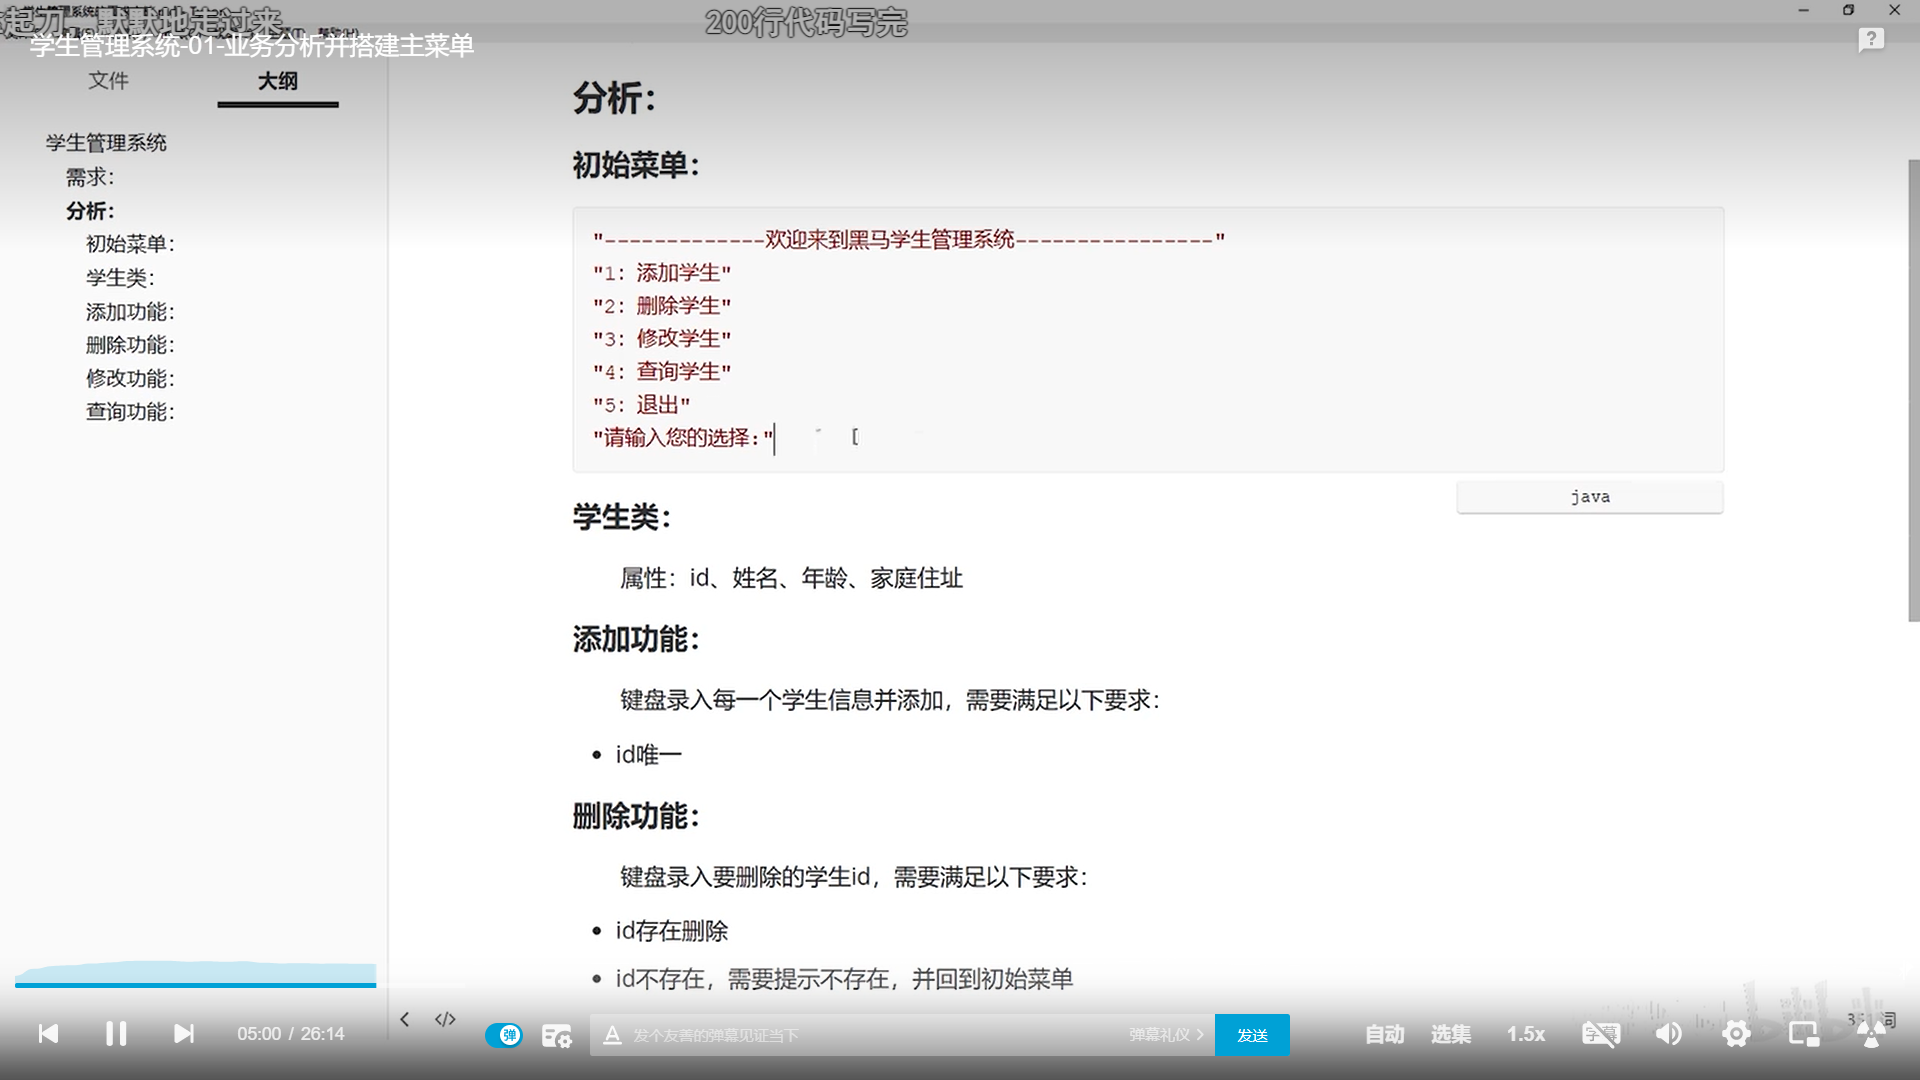 起刀一默默地走过来
200行代码写完
学生管理系统-01-业务分析并搭建主菜单
文件
大纲
学生管理系统
需求：
分析：
初始菜单：
学生类：
添加功能：
删除功能：
修改功能：
查询功能：
分析：
初始菜单：
"-------------欢迎来到黑马学生管理系统----------------"
"1：添加学生"
"2：删除学生"
"3：修改学生"
"4：查询学生"
"5：退出"
"请输入您的选择："
java
学生类：
属性：id、姓名、年龄、家庭住址
添加功能：
键盘录入每一个学生信息并添加，需要满足以下要求：
• id唯一
删除功能：
键盘录入要删除的学生id，需要满足以下要求：
• id存在删除
• id不存在，需要提示不存在，并回到初始菜单
05:00 / 26:14
弹
发个友善的弹幕见证当下
弹幕礼仪 >
发送
自动
选集
1.5x
字幕